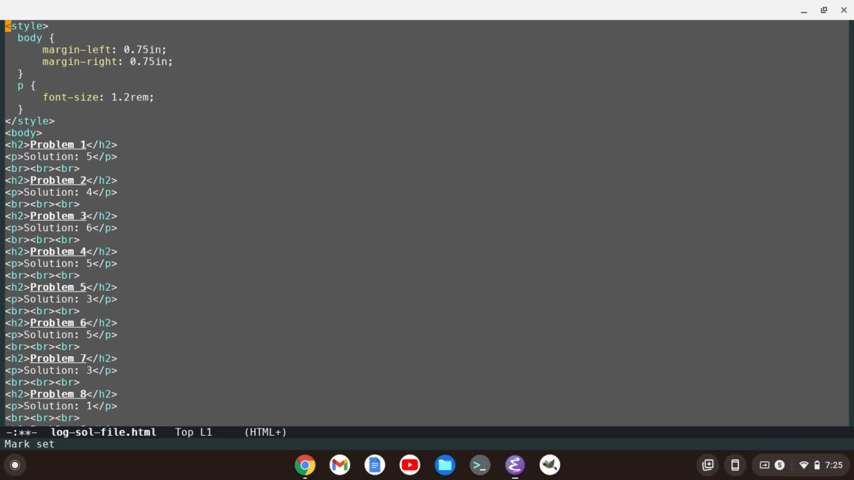 <style>
  body {
      margin-left: 0.75in;
      margin-right: 0.75in;
  }
  p {
      font-size: 1.2rem;
  }
</style>
<body>
<h2>Problem 1</h2>
<p>Solution: 5</p>
<br><br><br>
<h2>Problem 2</h2>
<p>Solution: 4</p>
<br><br><br>
<h2>Problem 3</h2>
<p>Solution: 6</p>
<br><br><br>
<h2>Problem 4</h2>
<p>Solution: 5</p>
<br><br><br>
<h2>Problem 5</h2>
<p>Solution: 3</p>
<br><br><br>
<h2>Problem 6</h2>
<p>Solution: 5</p>
<br><br><br>
<h2>Problem 7</h2>
<p>Solution: 3</p>
<br><br><br>
<h2>Problem 8</h2>
<p>Solution: 1</p>
<br><br><br>
-:**-  log-sol-file.html   Top L1     (HTML+)
Mark set
5 7:25